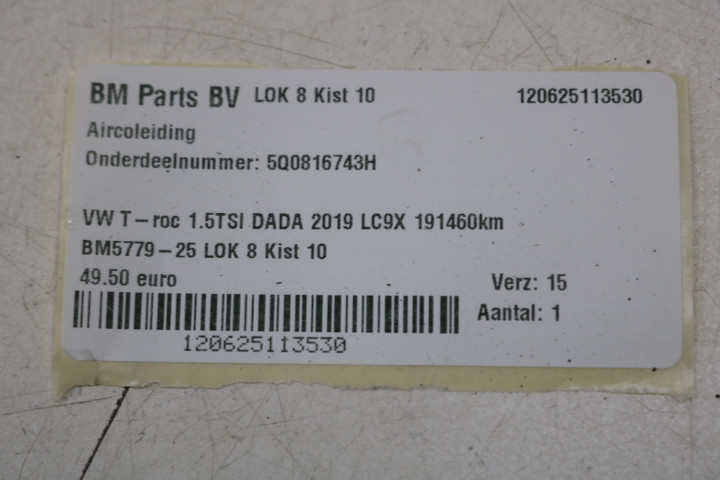 BM Parts BV LOK 8 Kist 10 120625113530
Aircoleiding
Onderdeelnummer: 5Q0816743H
VW T-roc 1.5TSI DADA 2019 LC9X 191460km
BM5779-25 LOK 8 Kist 10
49.50 euro Verz: 15
Aantal: 1
120625113530